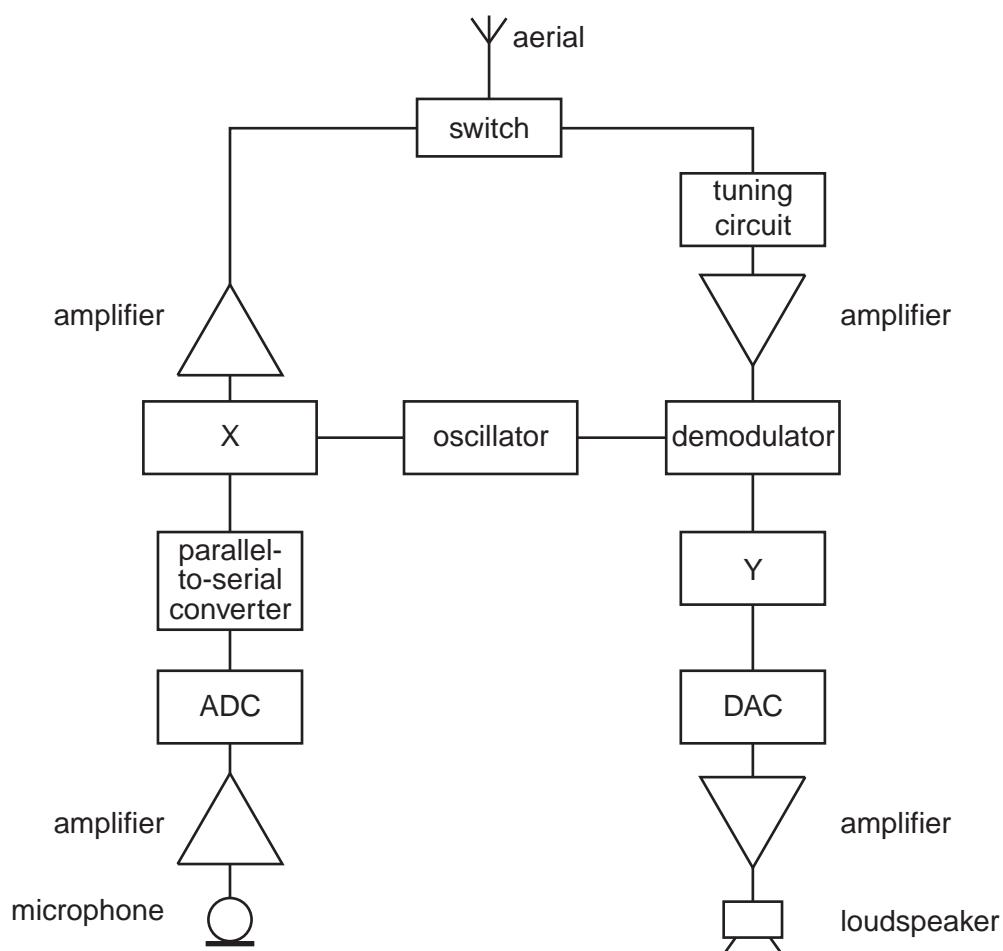 aerial
switch
tuning
circuit
amplifier
amplifier
X
oscillator
demodulator
parallel-
to-serial
converter
Y
ADC
DAC
amplifier
amplifier
microphone
loudspeaker